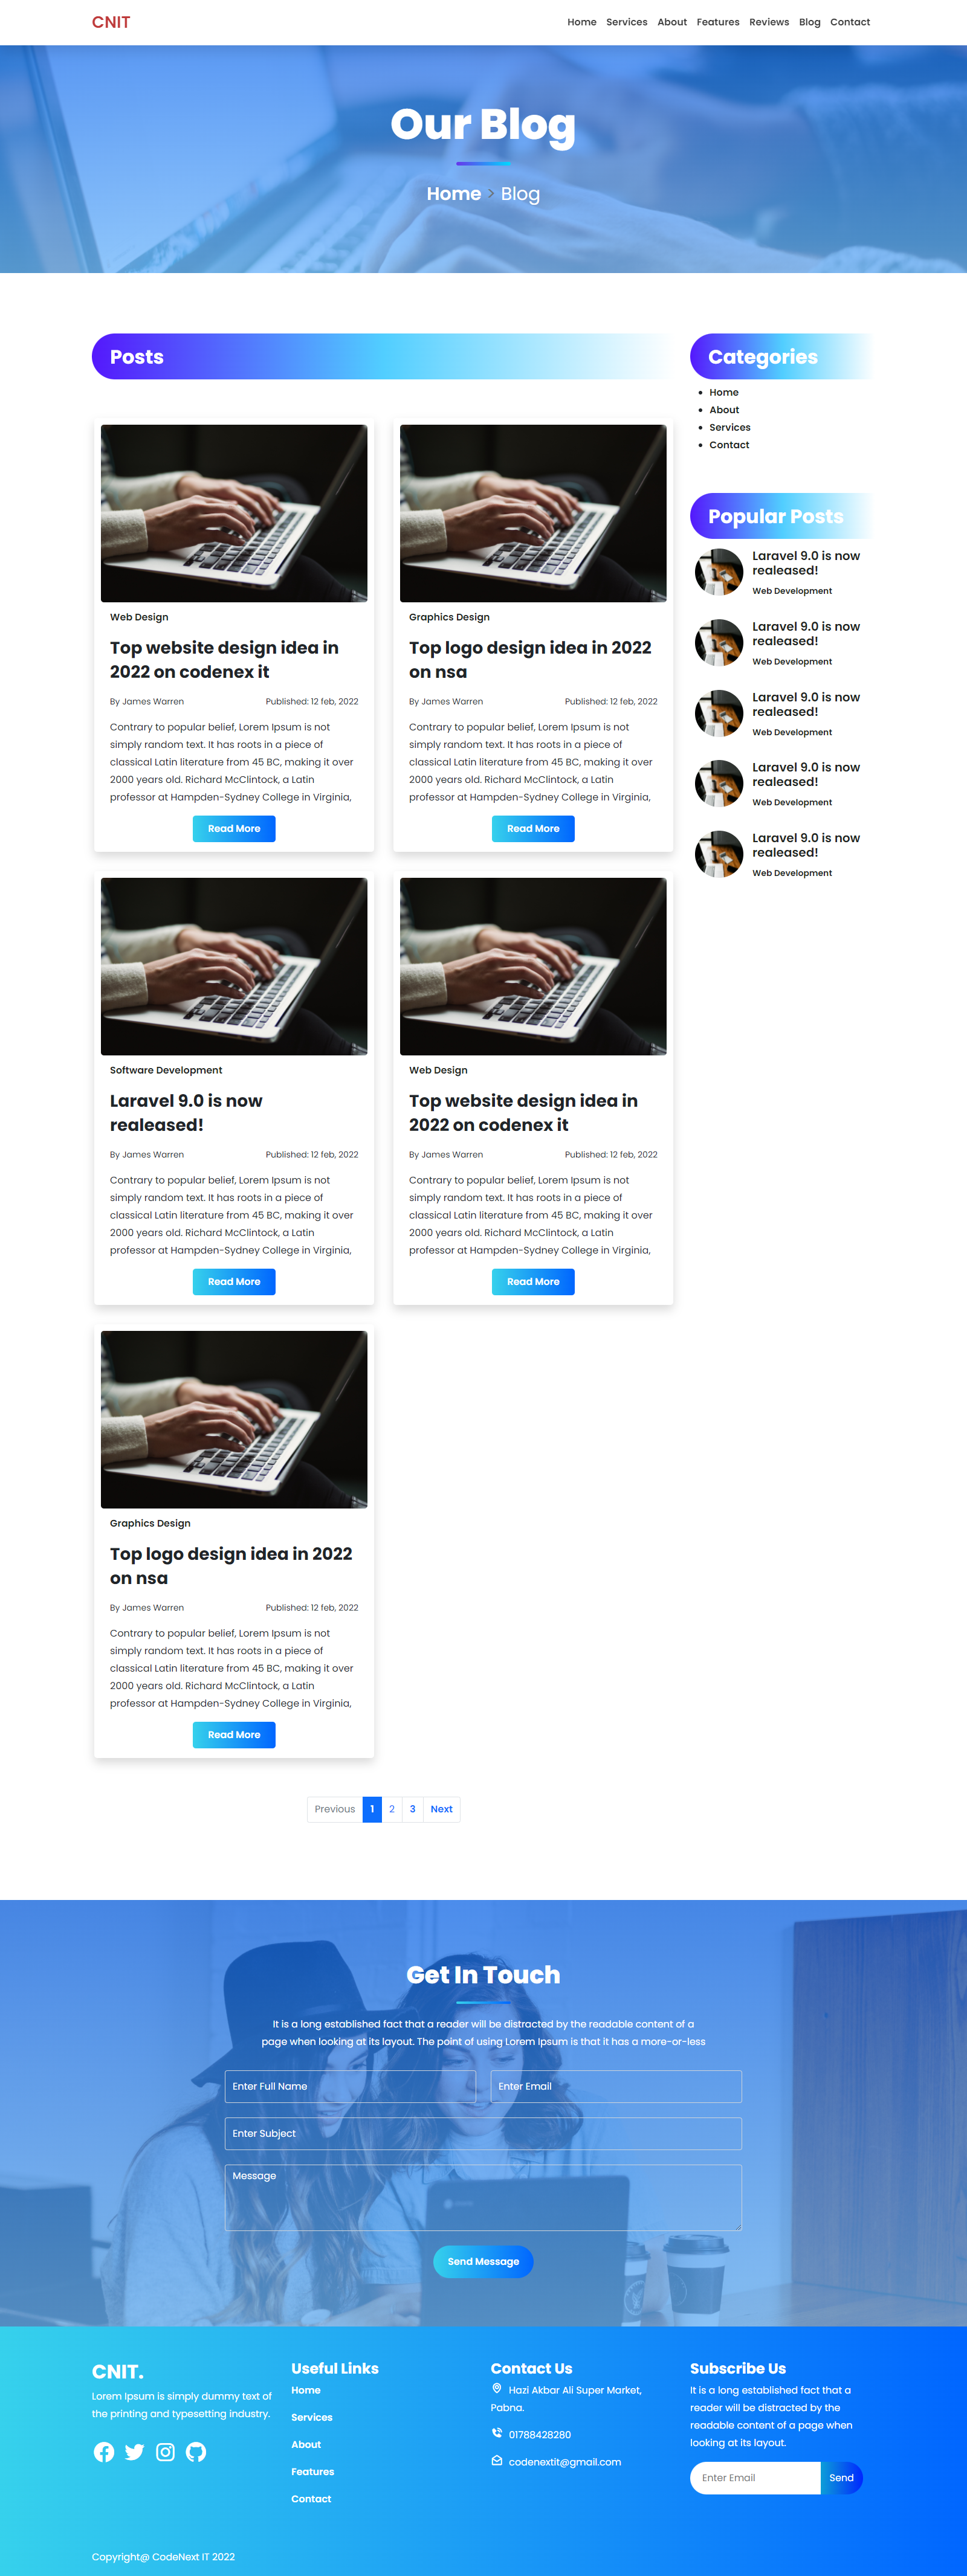 CNIT
Home Services About Features Reviews Blog Contact
Our Blog
Home > Blog
Posts
Web Design
Top website design idea in
2022 on codenex it
By James Warren Published: 12 feb, 2022
Contrary to popular belief, Lorem Ipsum is not
simply random text. It has roots in a piece of
classical Latin literature from 45 BC, making it over
2000 years old. Richard McClintock, a Latin
professor at Hampden-Sydney College in Virginia,
Read More
Graphics Design
Top logo design idea in 2022
on nsa
By James Warren Published: 12 feb, 2022
Contrary to popular belief, Lorem Ipsum is not
simply random text. It has roots in a piece of
classical Latin literature from 45 BC, making it over
2000 years old. Richard McClintock, a Latin
professor at Hampden-Sydney College in Virginia,
Read More
Software Development
Laravel 9.0 is now
realeased!
By James Warren Published: 12 feb, 2022
Contrary to popular belief, Lorem Ipsum is not
simply random text. It has roots in a piece of
classical Latin literature from 45 BC, making it over
2000 years old. Richard McClintock, a Latin
professor at Hampden-Sydney College in Virginia,
Read More
Web Design
Top website design idea in
2022 on codenex it
By James Warren Published: 12 feb, 2022
Contrary to popular belief, Lorem Ipsum is not
simply random text. It has roots in a piece of
classical Latin literature from 45 BC, making it over
2000 years old. Richard McClintock, a Latin
professor at Hampden-Sydney College in Virginia,
Read More
Graphics Design
Top logo design idea in 2022
on nsa
By James Warren Published: 12 feb, 2022
Contrary to popular belief, Lorem Ipsum is not
simply random text. It has roots in a piece of
classical Latin literature from 45 BC, making it over
2000 years old. Richard McClintock, a Latin
professor at Hampden-Sydney College in Virginia,
Read More
Previous 1 2 3 Next
Categories
Home
About
Services
Contact
Popular Posts
Laravel 9.0 is now
realeased!
Web Development
Laravel 9.0 is now
realeased!
Web Development
Laravel 9.0 is now
realeased!
Web Development
Laravel 9.0 is now
realeased!
Web Development
Laravel 9.0 is now
realeased!
Web Development
Get In Touch
It is a long established fact that a reader will be distracted by the readable content of a
page when looking at its layout. The point of using Lorem Ipsum is that it has a more-or-less
Enter Full Name
Enter Email
Enter Subject
Message
Send Message
CNIT.
Lorem Ipsum is simply dummy text of
the printing and typesetting industry.
Useful Links
Home
Services
About
Features
Contact
Contact Us
Hazi Akbar Ali Super Market,
Pabna.
01788428280
codenextit@gmail.com
Subscribe Us
It is a long established fact that a
reader will be distracted by the
readable content of a page when
looking at its layout.
Enter Email Send
Copyright@ CodeNext IT 2022